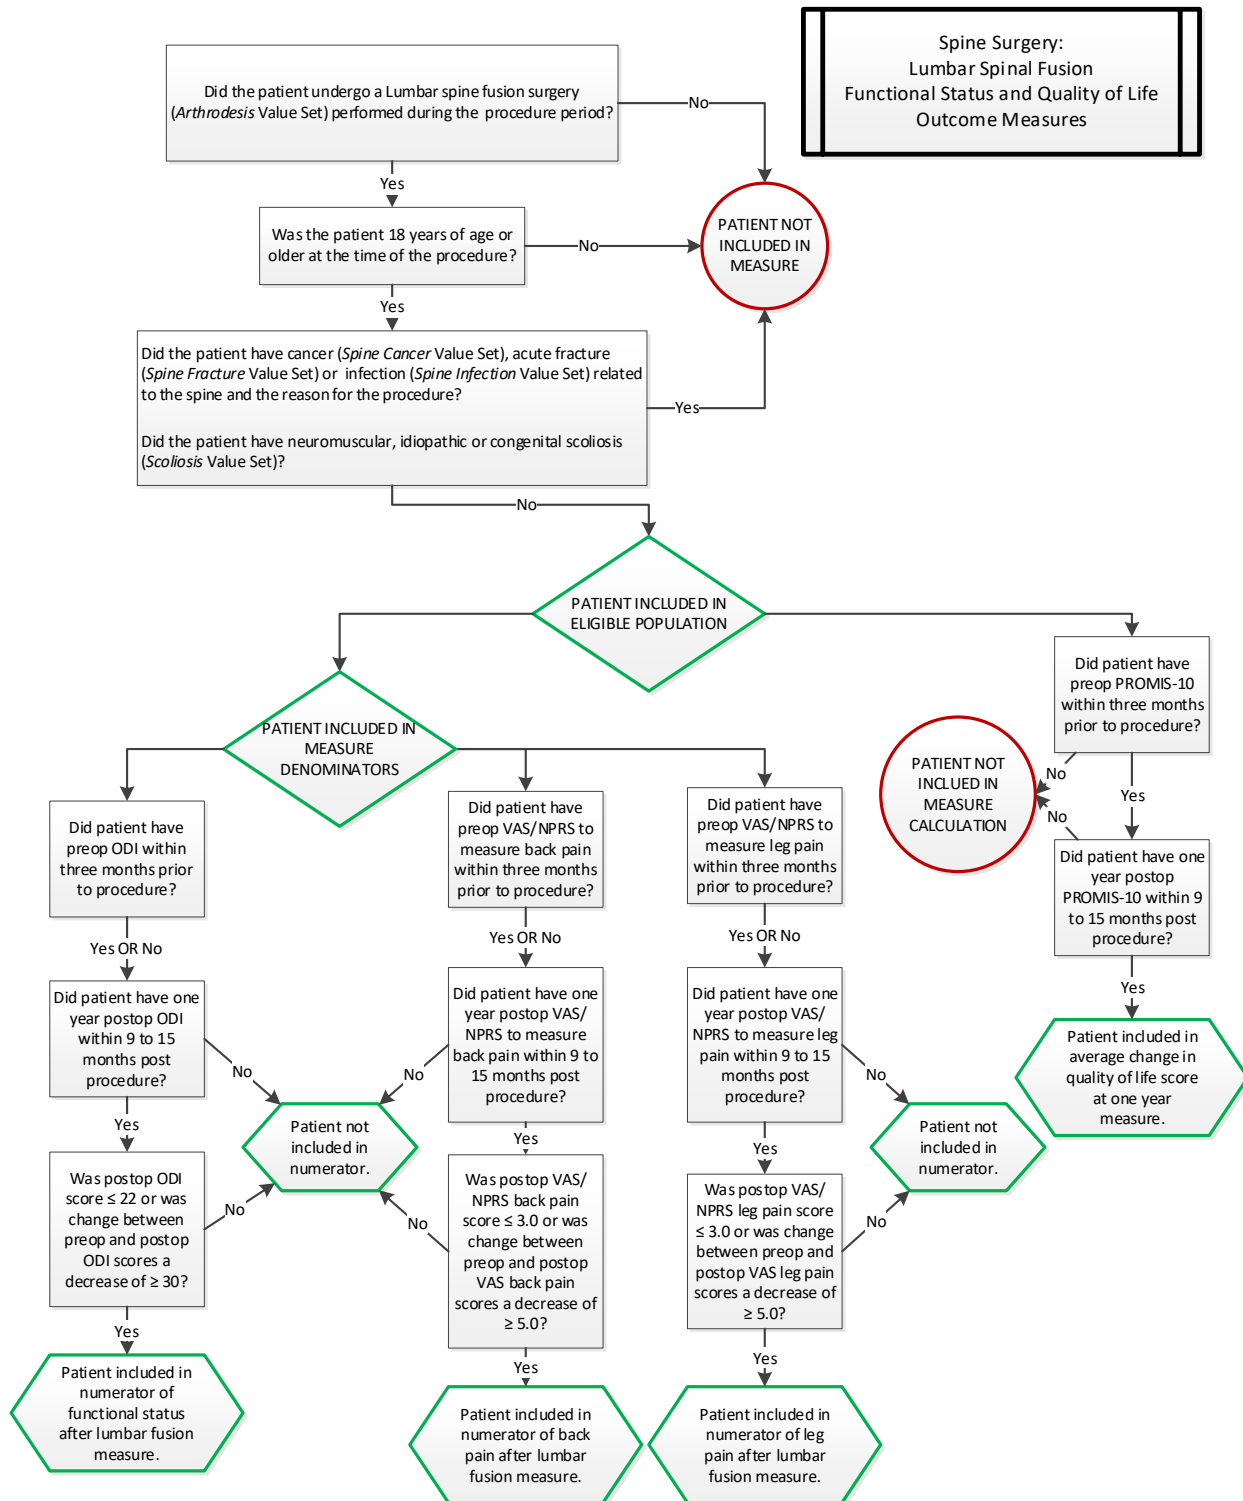 Spine Surgery:
Lumbar Spinal Fusion
Functional Status and Quality of Life
Outcome Measures
Did the patient undergo a Lumbar spine fusion surgery
(Arthrodesis Value Set) performed during the procedure period?
No
Yes
PATIENT NOT
INCLUDED IN
MEASURE
Was the patient 18 years of age or
older at the time of the procedure?
No
Yes
Did the patient have cancer (Spine Cancer Value Set), acute fracture
(Spine Fracture Value Set) or infection (Spine Infection Value Set) related
to the spine and the reason for the procedure?
Did the patient have neuromuscular, idiopathic or congenital scoliosis
(Scoliosis Value Set)?
Yes
No
PATIENT INCLUDED IN
ELIGIBLE POPULATION
PATIENT INCLUDED IN
MEASURE
DENOMINATORS
Did patient have
preop PROMIS-10
within three months
prior to procedure?
No
Yes
PATIENT NOT
INCLUED IN
MEASURE
CALCULATION
No
Did patient have one
year postop
PROMIS-10 within 9
to 15 months post
procedure?
Yes
Patient included in
average change in
quality of life score
at one year
measure.
Did patient have
preop ODI within
three months prior
to procedure?
Yes OR No
Did patient have one
year postop ODI
within 9 to 15
months post
procedure?
No
Yes
Was postop ODI
score ≤ 22 or was
change between
preop and postop
ODI scores a
decrease of ≥ 30?
No
Yes
Patient included in
numerator of
functional status
after lumbar fusion
measure.
Patient not
included in
numerator.
Did patient have
preop VAS/NPRS to
measure back pain
within three months
prior to procedure?
Yes OR No
Did patient have one
year postop VAS/
NPRS to measure
back pain within 9 to
15 months post
procedure?
No
Yes
Was postop VAS/
NPRS back pain
score ≤ 3.0 or was
change between
preop and postop
VAS back pain
scores a decrease of
≥ 5.0?
No
Yes
Patient included in
numerator of back
pain after lumbar
fusion measure.
Did patient have
preop VAS/NPRS to
measure leg pain
within three months
prior to procedure?
Yes OR No
Did patient have one
year postop VAS/
NPRS to measure leg
pain within 9 to 15
months post
procedure?
No
Yes
Was postop VAS/
NPRS leg pain score
≤ 3.0 or was change
between preop and
postop VAS leg pain
scores a decrease of
≥ 5.0?
No
Yes
Patient included in
numerator of leg
pain after lumbar
fusion measure.
Patient not
included in
numerator.